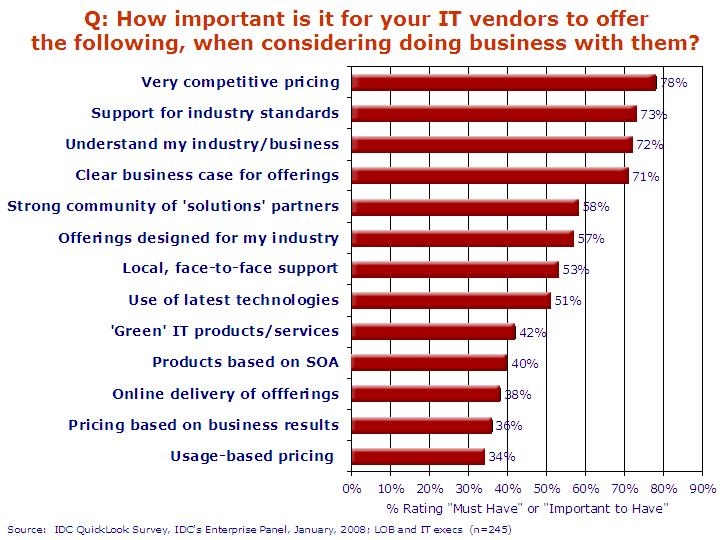 Q: How important is it for your IT vendors to offer
the following, when considering doing business with them?
Very competitive pricing 78%
Support for industry standards 73%
Understand my industry/business 72%
Clear business case for offerings 71%
Strong community of 'solutions' partners 58%
Offerings designed for my industry 57%
Local, face-to-face support 53%
Use of latest technologies 51%
'Green' IT products/services 42%
Products based on SOA 40%
Online delivery of offferings 38%
Pricing based on business results 36%
Usage-based pricing 34%
0% 10% 20% 30% 40% 50% 60% 70% 80% 90%
% Rating "Must Have" or "Important to Have"
Source: IDC QuickLook Survey, IDC's Enterprise Panel, January, 2008; LOB and IT execs (n=245)